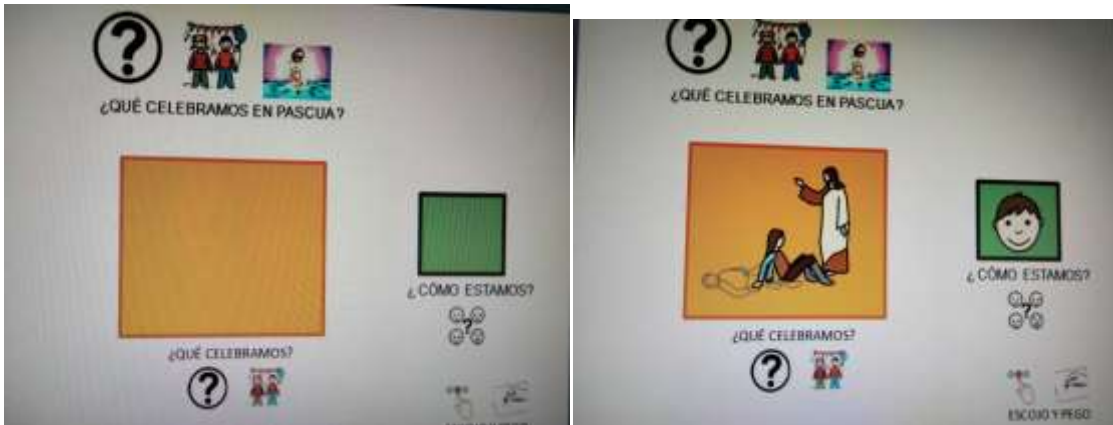 ¿QUÉ CELEBRAMOS EN PASCUA?
¿CÓMO ESTAMOS?
¿QUÉ CELEBRAMOS?
¿QUÉ CELEBRAMOS EN PASCUA?
¿CÓMO ESTAMOS?
¿QUÉ CELEBRAMOS?
ESCOJO Y PEGO